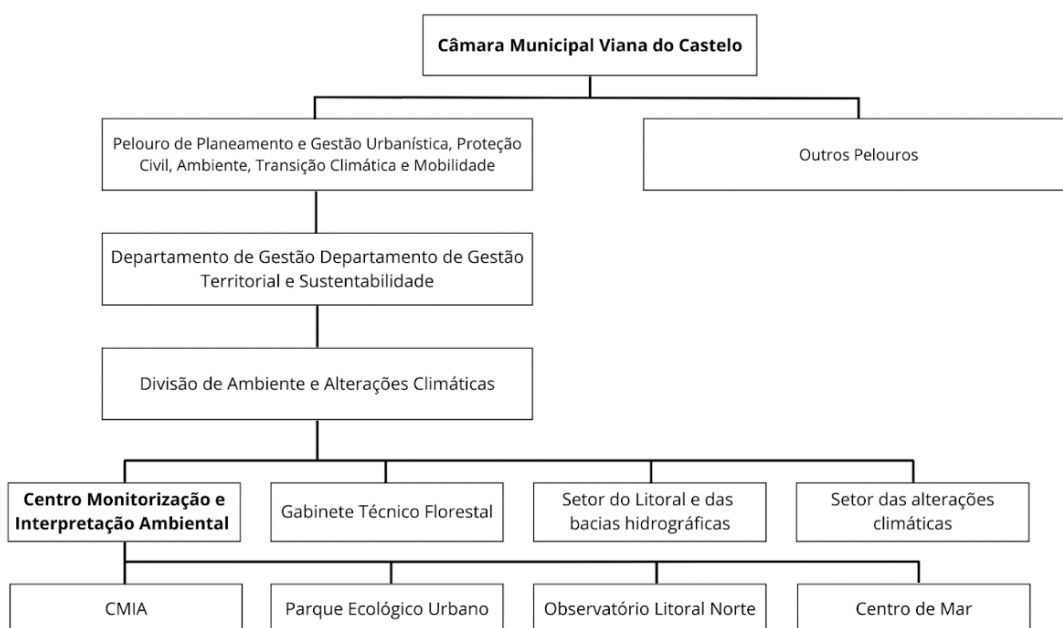 Câmara Municipal Viana do Castelo
Pelouro de Planeamento e Gestão Urbanística, Proteção
Civil, Ambiente, Transição Climática e Mobilidade
Outros Pelouros
Departamento de Gestão Departamento de Gestão
Territorial e Sustentabilidade
Divisão de Ambiente e Alterações Climáticas
Centro Monitorização e
Interpretação Ambiental
Gabinete Técnico Florestal
Setor do Litoral e das
bacias hidrográficas
Setor das alterações
climáticas
CMIA
Parque Ecológico Urbano
Observatório Litoral Norte
Centro de Mar